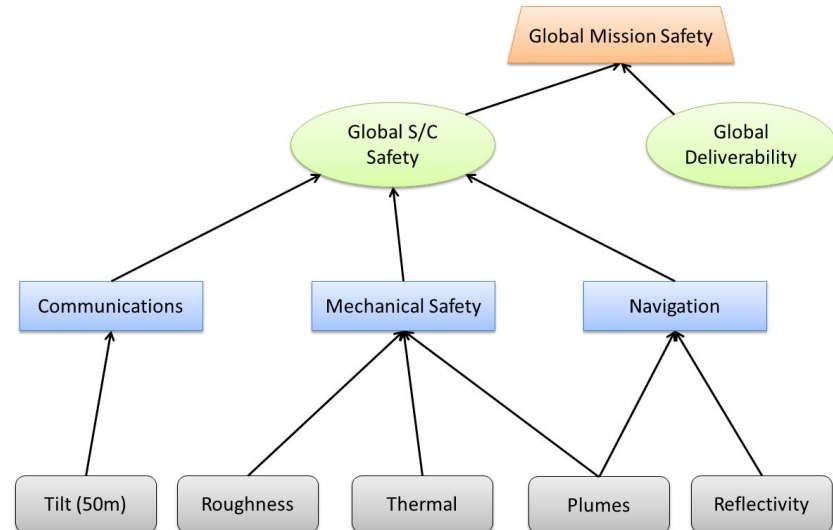 Global Mission Safety
Global S/C
Safety
Global
Deliverability
Communications
Mechanical Safety
Navigation
Tilt (50m)
Roughness
Thermal
Plumes
Reflectivity